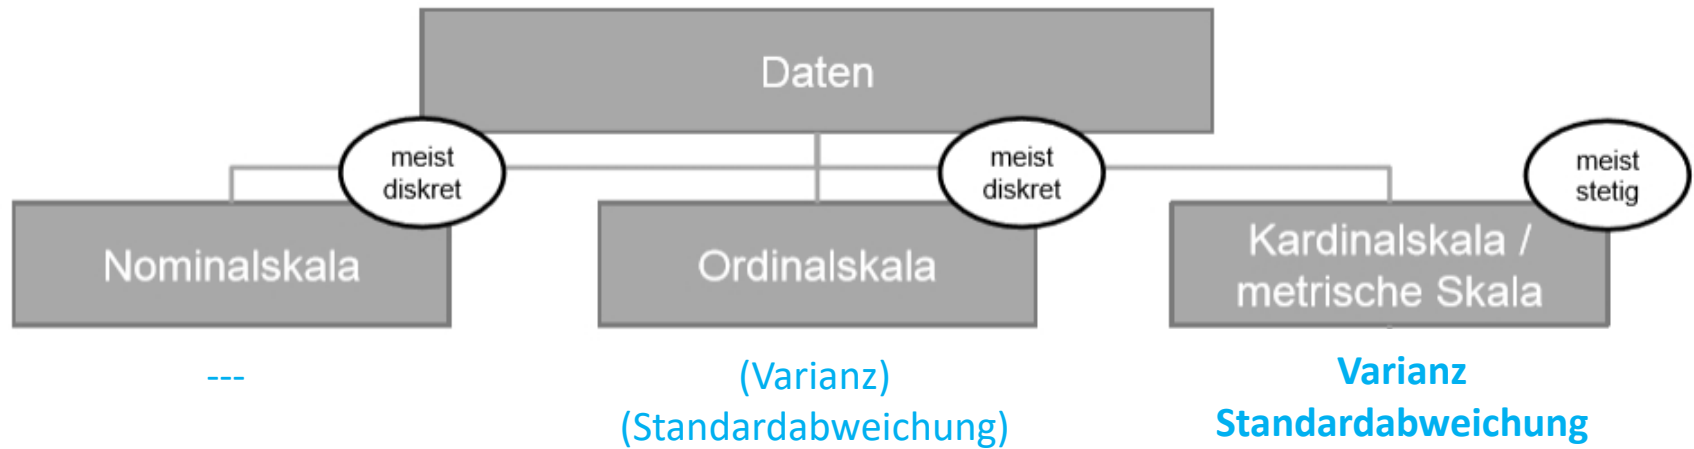 Daten
meist
diskret
meist
diskret
meist
stetig
Nominalskala
Ordinalskala
Kardinalskala /
metrische Skala
---
(Varianz)
(Standardabweichung)
Varianz
Standardabweichung